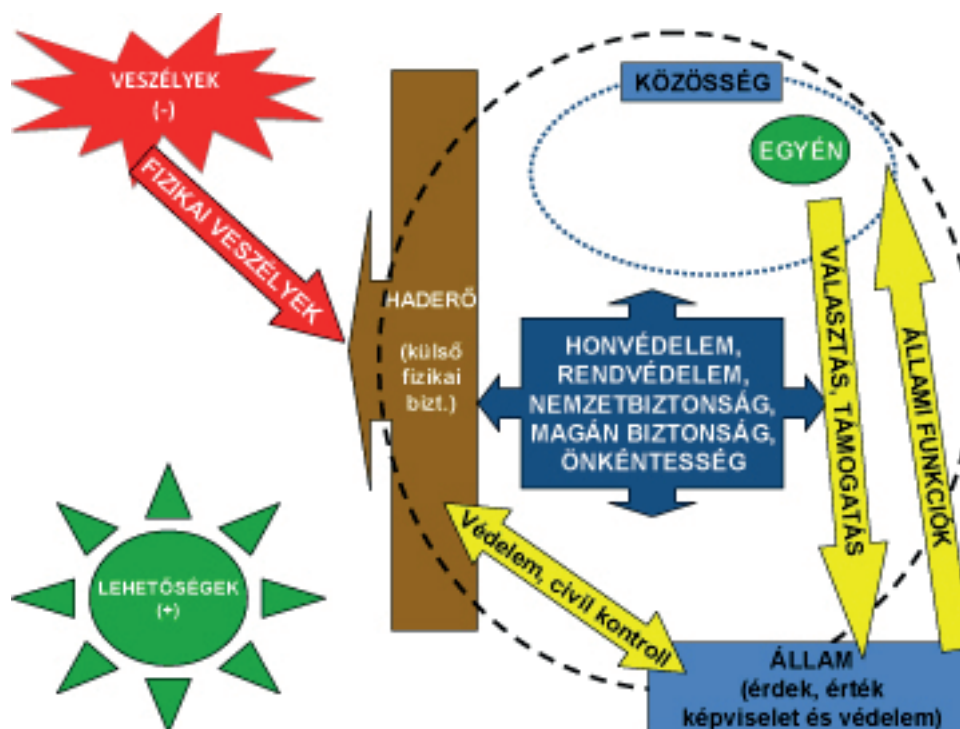 VESZÉLYEK
(-)
FIZIKAI VESZÉLYEK
KÖZÖSSÉG
EGYÉN
HADERŐ
(külső
fizikai
bizt.)
HONVÉDELEM,
RENDVÉDELEM,
NEMZETBIZTONSÁG,
MAGÁN BIZTONSÁG,
ÖNKÉNTESSÉG
VÁLASZTÁS, TÁMOGATÁS
ÁLLAMI FUNKCIÓK
LEHETŐSÉGEK
(+)
Védelem, civil kontroll
ÁLLAM
(érdek, érték
képviselet és védelem)